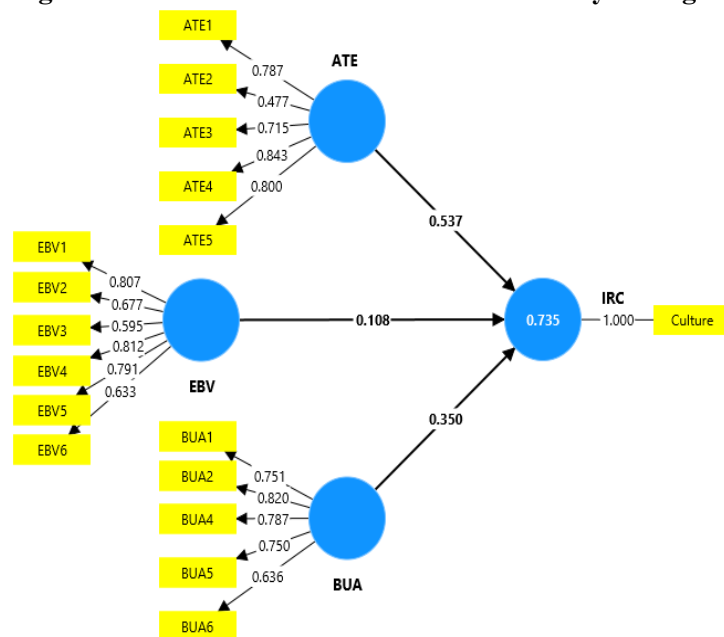 ATE1
ATE
0.787
ATE2
0.477
ATE3
0.715
0.843
ATE4
0.800
ATE5
0.537
EBV1
0.807
EBV2
0.677
EBV3
0.595
0.812
EBV4
0.791
EBV5
0.633
EBV6
EBV
0.108
IRC
0.735
1.000
Culture
0.350
BUA1
0.751
BUA2
0.820
BUA4
0.787
0.750
BUA5
0.636
BUA6
BUA